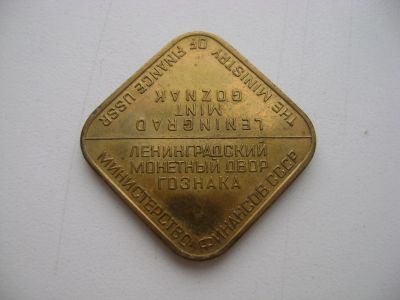 ЛЕНИНГРАДСКИЙ
МОНЕТНЫЙ ДВОР
ГОЗНАКА
МИНИСТЕРСТВО ФИНАНСОВ СССР
THE MINISTRY OF FINANCE USSR
LENINGRAD
MINT
GOZNAK